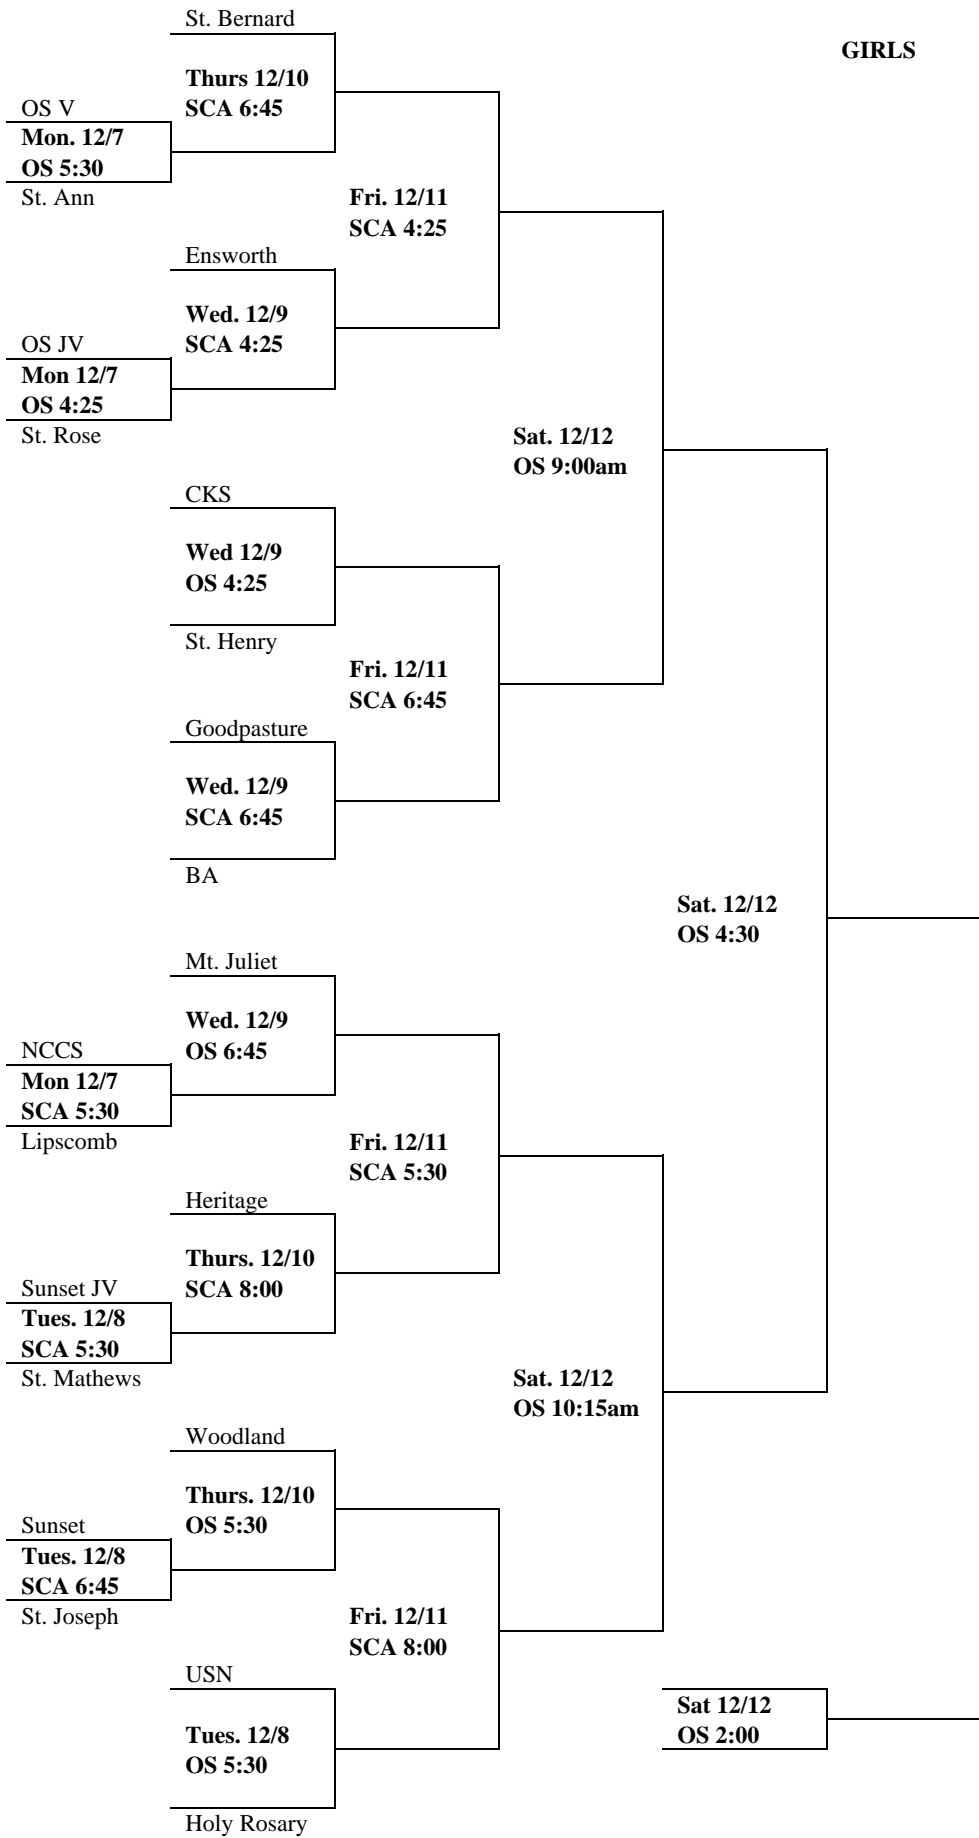 St. Bernard
GIRLS
Thurs 12/10
SCA 6:45
OS V
Mon. 12/7
OS 5:30
St. Ann
Fri. 12/11
SCA 4:25
Ensworth
Wed. 12/9
SCA 4:25
OS JV
Mon 12/7
OS 4:25
St. Rose
Sat. 12/12
OS 9:00am
CKS
Wed 12/9
OS 4:25
St. Henry
Fri. 12/11
SCA 6:45
Goodpasture
Wed. 12/9
SCA 6:45
BA
Sat. 12/12
OS 4:30
Mt. Juliet
Wed. 12/9
OS 6:45
NCCS
Mon 12/7
SCA 5:30
Lipscomb
Fri. 12/11
SCA 5:30
Heritage
Thurs. 12/10
SCA 8:00
Sunset JV
Tues. 12/8
SCA 5:30
St. Mathews
Sat. 12/12
OS 10:15am
Woodland
Thurs. 12/10
OS 5:30
Sunset
Tues. 12/8
SCA 6:45
St. Joseph
Fri. 12/11
SCA 8:00
USN
Sat 12/12
OS 2:00
Tues. 12/8
OS 5:30
Holy Rosary